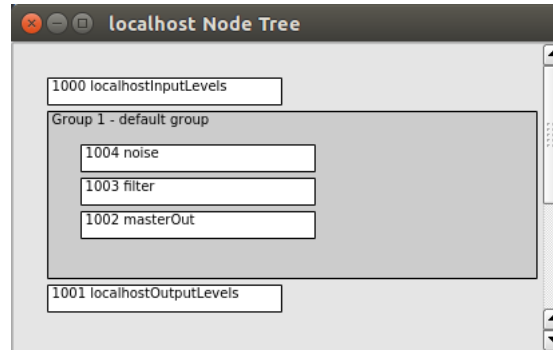 localhost Node Tree
1000 localhostInputLevels
Group 1 - default group
1004 noise
1003 filter
1002 masterOut
1001 localhostOutputLevels